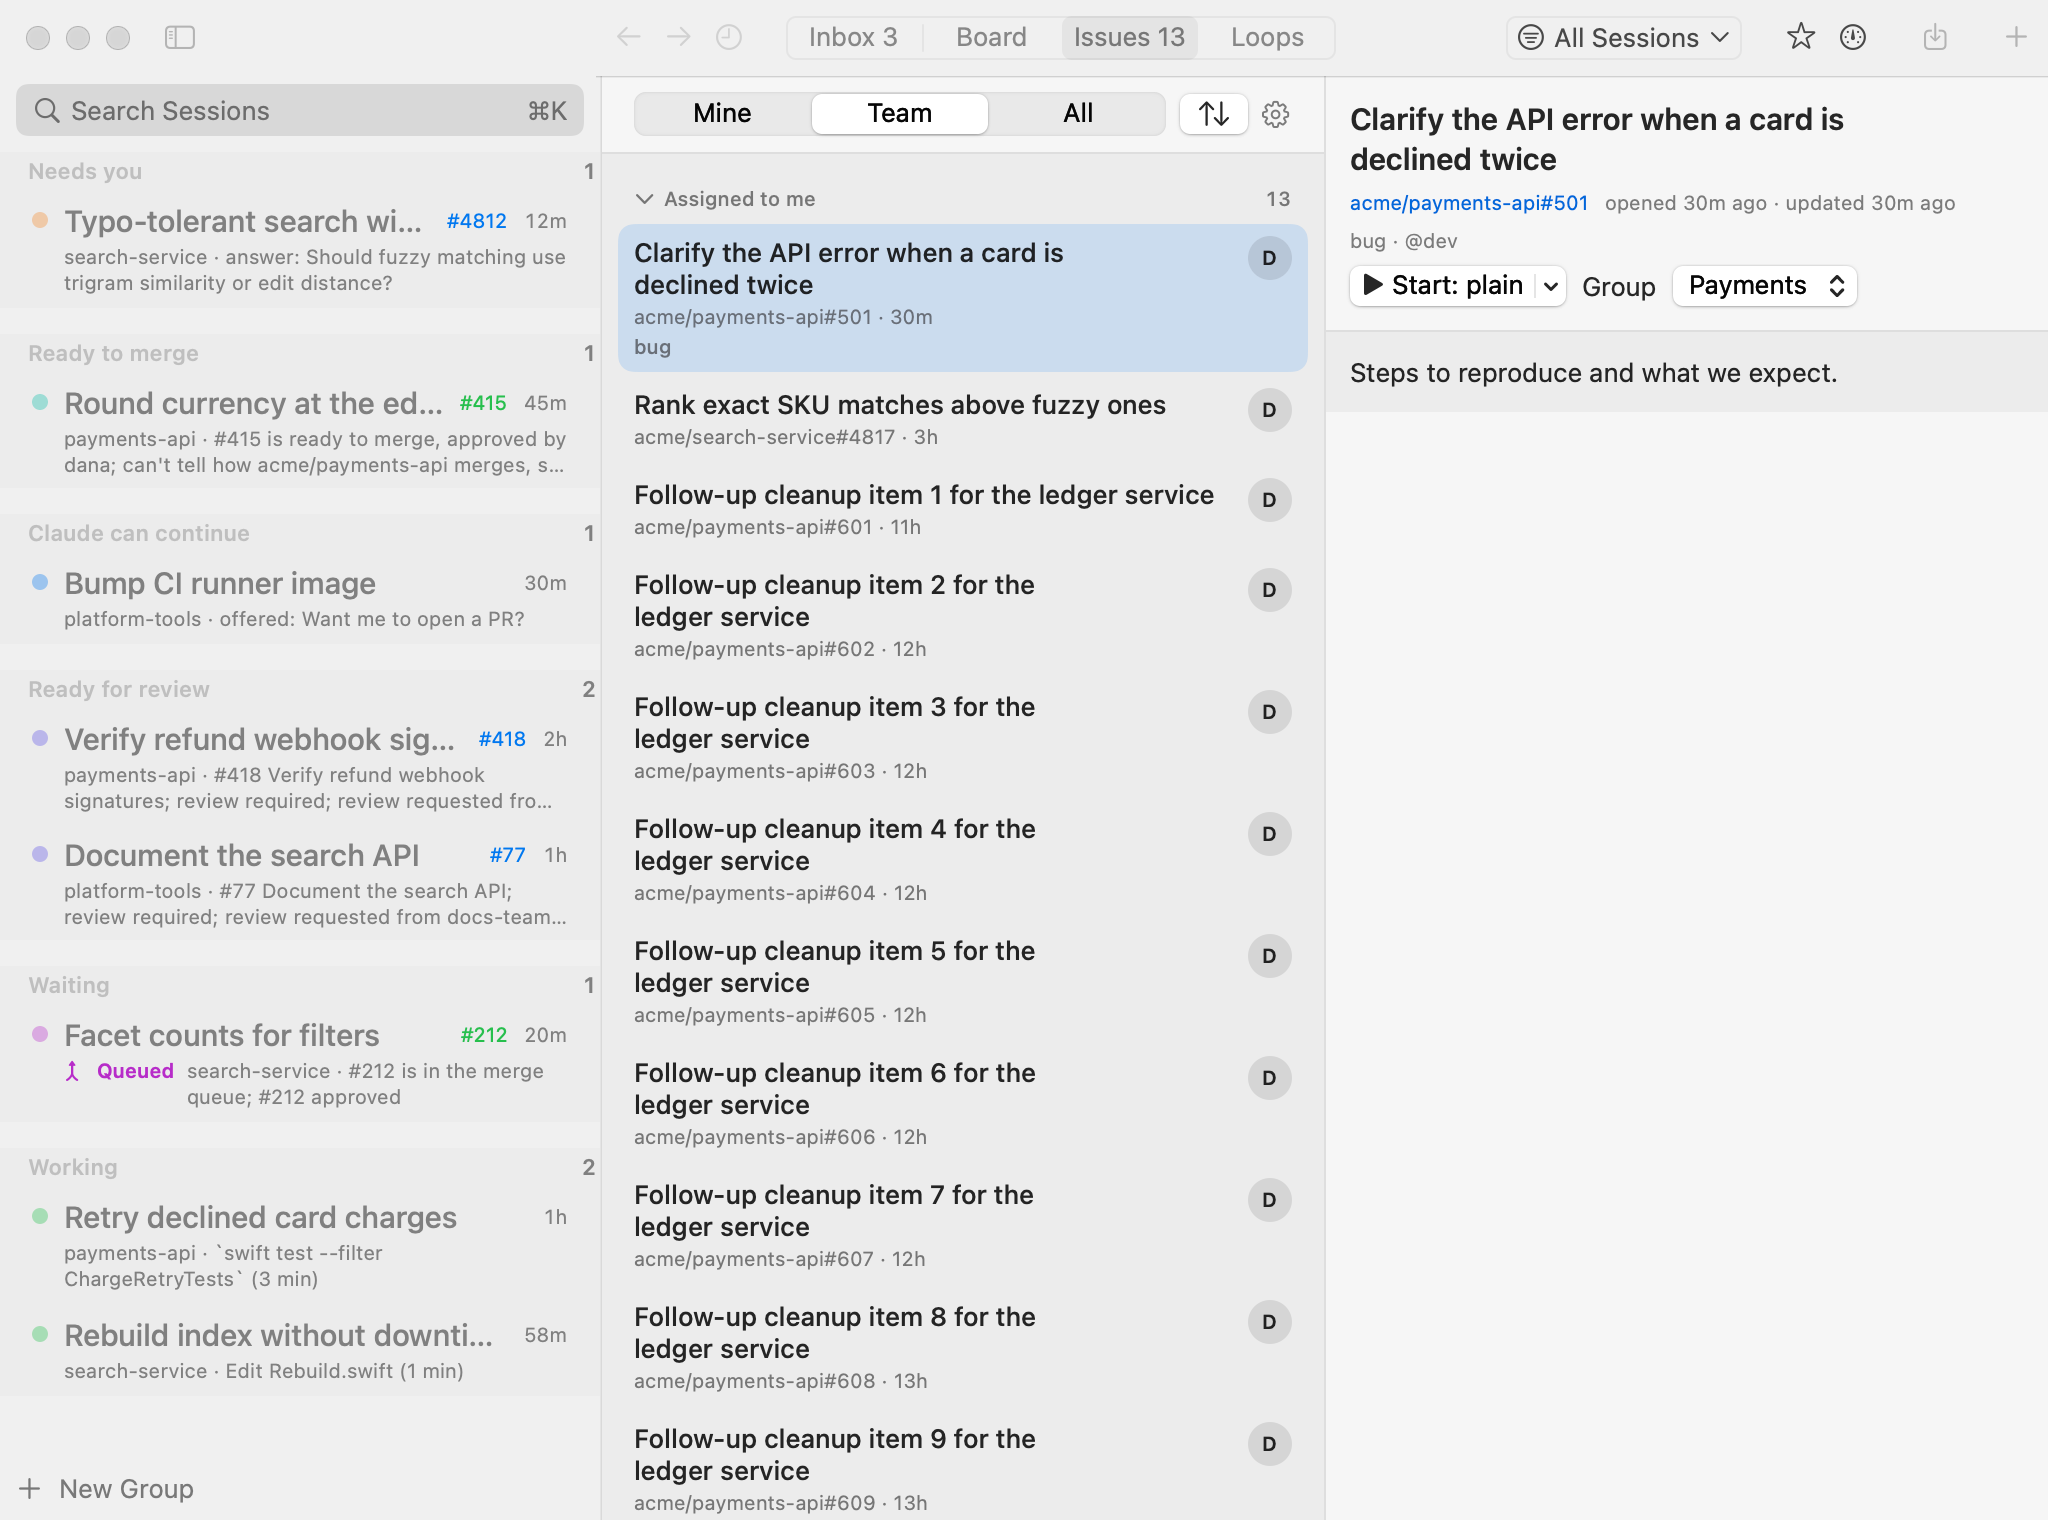 Inbox 3
Board
Issues 13
Loops
All Sessions
Search Sessions ⌘K
Needs you 1
Typo-tolerant search wi... #4812 12m
search-service · answer: Should fuzzy matching use
trigram similarity or edit distance?
Ready to merge 1
Round currency at the ed... #415 45m
payments-api · #415 is ready to merge, approved by
dana; can't tell how acme/payments-api merges, s...
Claude can continue 1
Bump CI runner image 30m
platform-tools · offered: Want me to open a PR?
Ready for review 2
Verify refund webhook sig... #418 2h
payments-api · #418 Verify refund webhook
signatures; review required; review requested fro...
Document the search API #77 1h
platform-tools · #77 Document the search API;
review required; review requested from docs-team...
Waiting 1
Facet counts for filters #212 20m
Queued search-service · #212 is in the merge
queue; #212 approved
Working 2
Retry declined card charges 1h
payments-api · `swift test --filter
ChargeRetryTests` (3 min)
Rebuild index without downti... 58m
search-service · Edit Rebuild.swift (1 min)
New Group
Mine
Team
All
Assigned to me 13
Clarify the API error when a card is
declined twice
D
acme/payments-api#501 · 30m
bug
Rank exact SKU matches above fuzzy ones
D
acme/search-service#4817 · 3h
Follow-up cleanup item 1 for the ledger service
D
acme/payments-api#601 · 11h
Follow-up cleanup item 2 for the
ledger service
D
acme/payments-api#602 · 12h
Follow-up cleanup item 3 for the
ledger service
D
acme/payments-api#603 · 12h
Follow-up cleanup item 4 for the
ledger service
D
acme/payments-api#604 · 12h
Follow-up cleanup item 5 for the
ledger service
D
acme/payments-api#605 · 12h
Follow-up cleanup item 6 for the
ledger service
D
acme/payments-api#606 · 12h
Follow-up cleanup item 7 for the
ledger service
D
acme/payments-api#607 · 12h
Follow-up cleanup item 8 for the
ledger service
D
acme/payments-api#608 · 13h
Follow-up cleanup item 9 for the
ledger service
D
acme/payments-api#609 · 13h
Clarify the API error when a card is
declined twice
acme/payments-api#501 opened 30m ago · updated 30m ago
bug · @dev
Start: plain Group Payments
Steps to reproduce and what we expect.